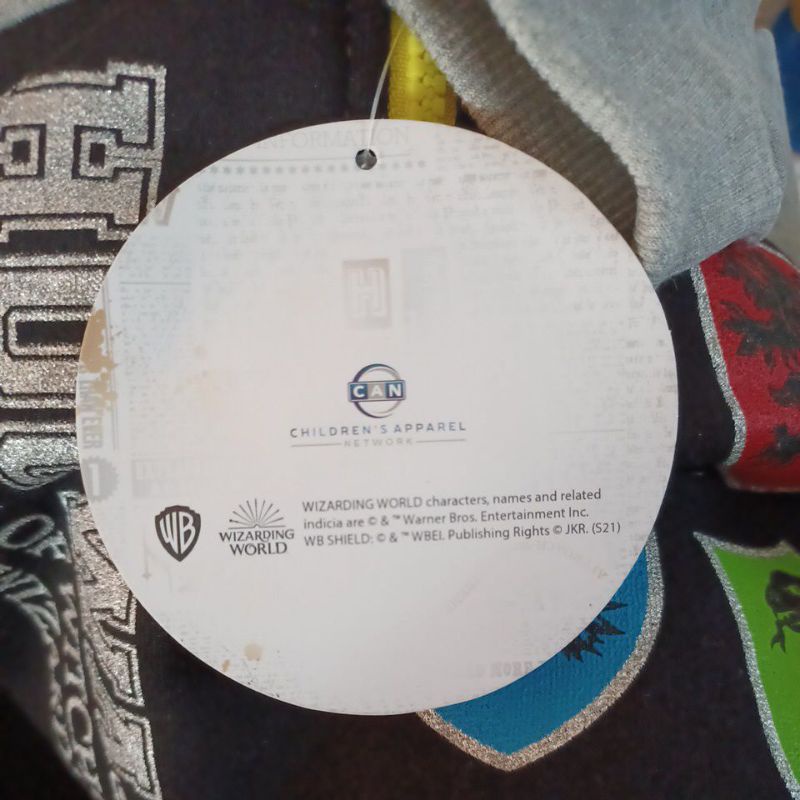 INFORMATION
H
CAN
CHILDREN'S APPAREL
NETWORK
WB
WIZARDING
WORLD
WIZARDING WORLD characters, names and related
indicia are © & ™ Warner Bros. Entertainment Inc.
WB SHIELD: © & ™ WBEI. Publishing Rights © JKR. (S21)
H
OF